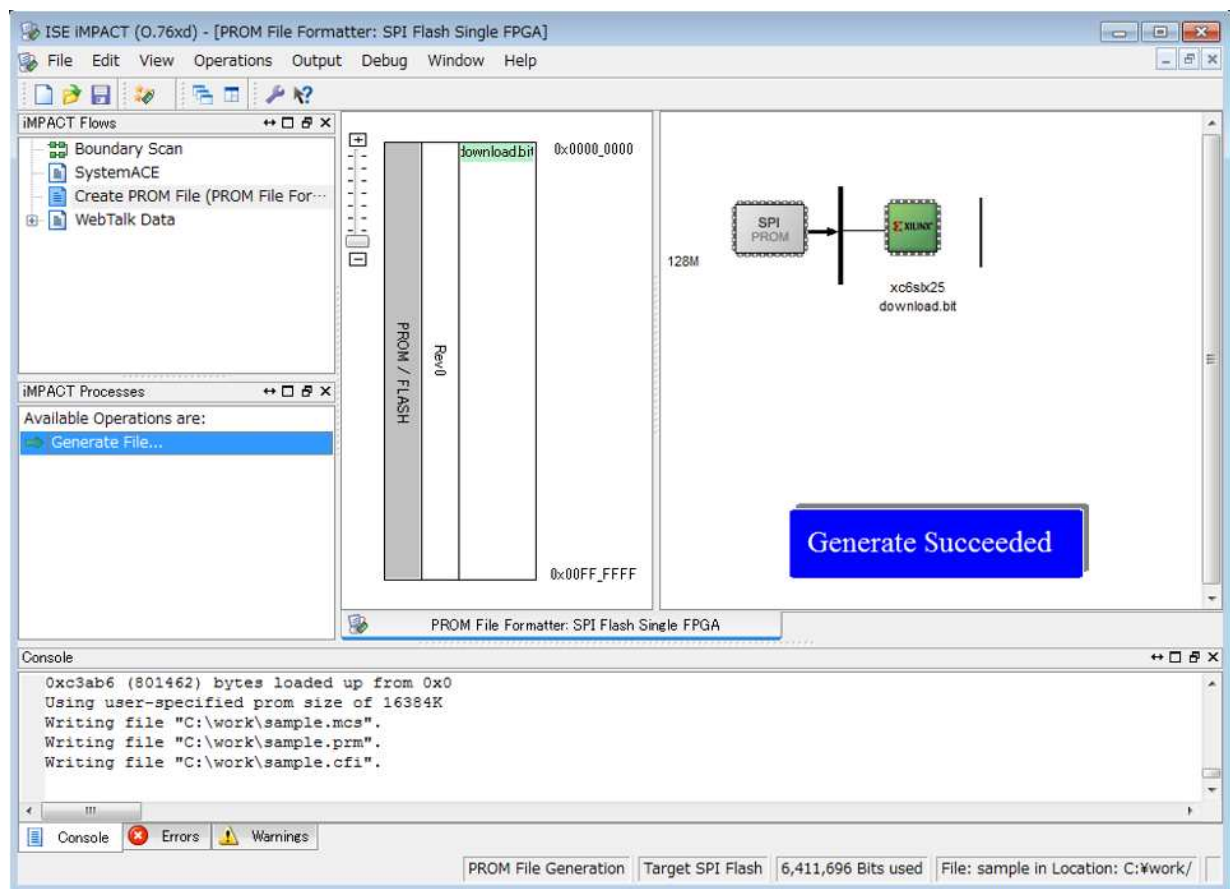 ISE iMPACT (O.76xd) - [PROM File Formatter: SPI Flash Single FPGA]
File Edit View Operations Output Debug Window Help
iMPACT Flows
Boundary Scan
SystemACE
Create PROM File (PROM File For...
WebTalk Data
iMPACT Processes
Available Operations are:
Generate File...
download.bit
0x0000_0000
PROM / FLASH
Rev0
0x00FF_FFFF
128M
SPI
PROM
XILINX
xc6slx25
download.bit
Generate Succeeded
PROM File Formatter: SPI Flash Single FPGA
Console
0xc3ab6 (801462) bytes loaded up from 0x0
Using user-specified prom size of 16384K
Writing file "C:\work\sample.mcs".
Writing file "C:\work\sample.prm".
Writing file "C:\work\sample.cfi".
Console Errors Warnings
PROM File Generation Target SPI Flash 6,411,696 Bits used File: sample in Location: C:¥work/